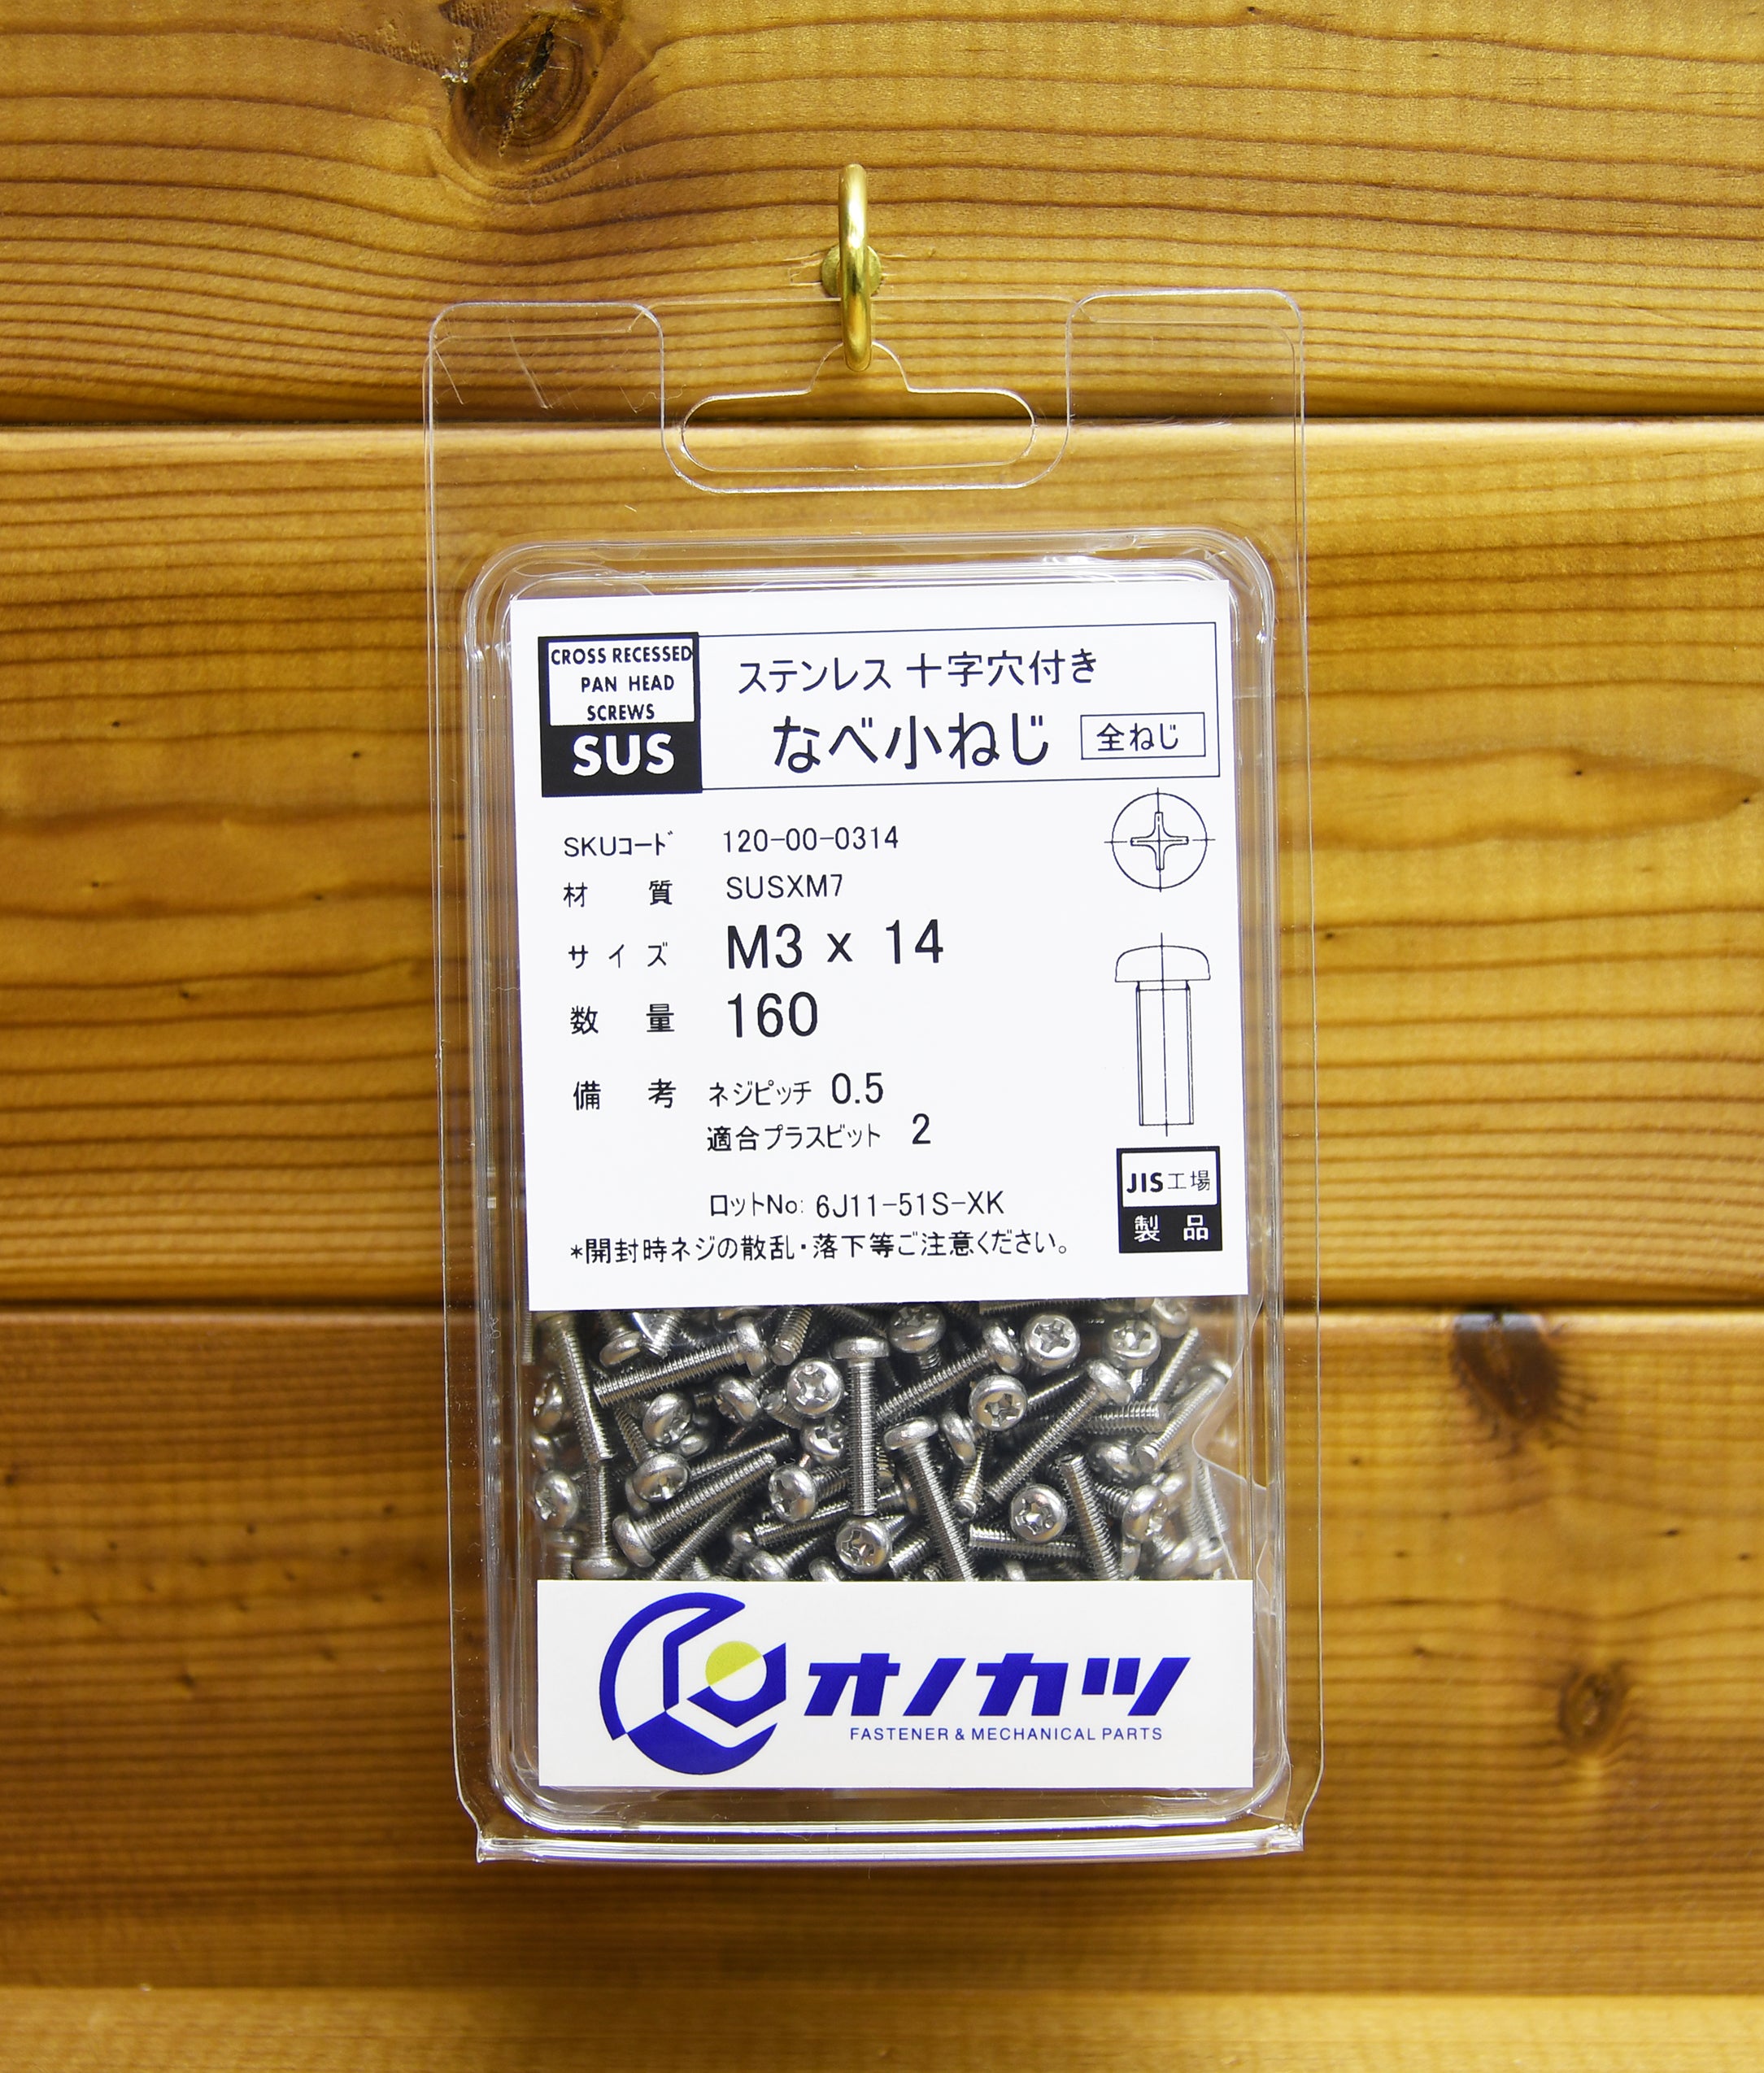 CROSS RECESSED
PAN HEAD
SCREWS
SUS
ステンレス 十字穴付き
なべ小ねじ 全ねじ
SKUコード 120-00-0314
材 質 SUSXM7
サイズ M3 x 14
数 量 160
備 考 ネジピッチ 0.5
適合プラスビット 2
ロットNo: 6J11-51S-XK
*開封時ネジの散乱・落下等ご注意ください。
JIS工場
製 品
オノカツ
FASTENER & MECHANICAL PARTS